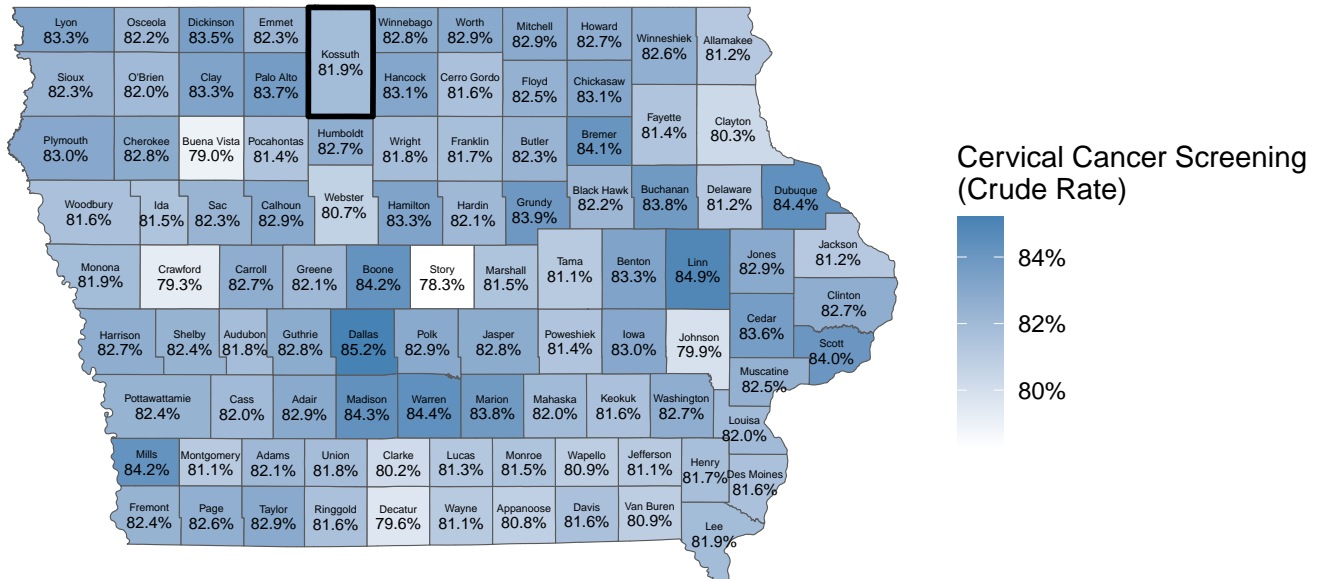 Lyon
83.3%
Osceola
82.2%
Dickinson
83.5%
Emmet
82.3%
Kossuth
81.9%
Winnebago
82.8%
Worth
82.9%
Mitchell
82.9%
Howard
82.7%
Winneshiek
82.6%
Allamakee
81.2%
Sioux
82.3%
O'Brien
82.0%
Clay
83.3%
Palo Alto
83.7%
Hancock
83.1%
Cerro Gordo
81.6%
Floyd
82.5%
Chickasaw
83.1%
Fayette
81.4%
Clayton
80.3%
Plymouth
83.0%
Cherokee
82.8%
Buena Vista
79.0%
Pocahontas
81.4%
Humboldt
82.7%
Wright
81.8%
Franklin
81.7%
Butler
82.3%
Bremer
84.1%
Woodbury
81.6%
Ida
81.5%
Sac
82.3%
Calhoun
82.9%
Webster
80.7%
Hamilton
83.3%
Hardin
82.1%
Grundy
83.9%
Black Hawk
82.2%
Buchanan
83.8%
Delaware
81.2%
Dubuque
84.4%
Monona
81.9%
Crawford
79.3%
Carroll
82.7%
Greene
82.1%
Boone
84.2%
Story
78.3%
Marshall
81.5%
Tama
81.1%
Benton
83.3%
Linn
84.9%
Jones
82.9%
Jackson
81.2%
Clinton
82.7%
Harrison
82.7%
Shelby
82.4%
Audubon
81.8%
Guthrie
82.8%
Dallas
85.2%
Polk
82.9%
Jasper
82.8%
Poweshiek
81.4%
Iowa
83.0%
Johnson
79.9%
Cedar
83.6%
Scott
84.0%
Muscatine
82.5%
Pottawattamie
82.4%
Cass
82.0%
Adair
82.9%
Madison
84.3%
Warren
84.4%
Marion
83.8%
Mahaska
82.0%
Keokuk
81.6%
Washington
82.7%
Louisa
82.0%
Mills
84.2%
Montgomery
81.1%
Adams
82.1%
Union
81.8%
Clarke
80.2%
Lucas
81.3%
Monroe
81.5%
Wapello
80.9%
Jefferson
81.1%
Henry
81.7%
Des Moines
81.6%
Fremont
82.4%
Page
82.6%
Taylor
82.9%
Ringgold
81.6%
Decatur
79.6%
Wayne
81.1%
Appanoose
80.8%
Davis
81.6%
Van Buren
80.9%
Lee
81.9%
Cervical Cancer Screening
(Crude Rate)
84%
82%
80%